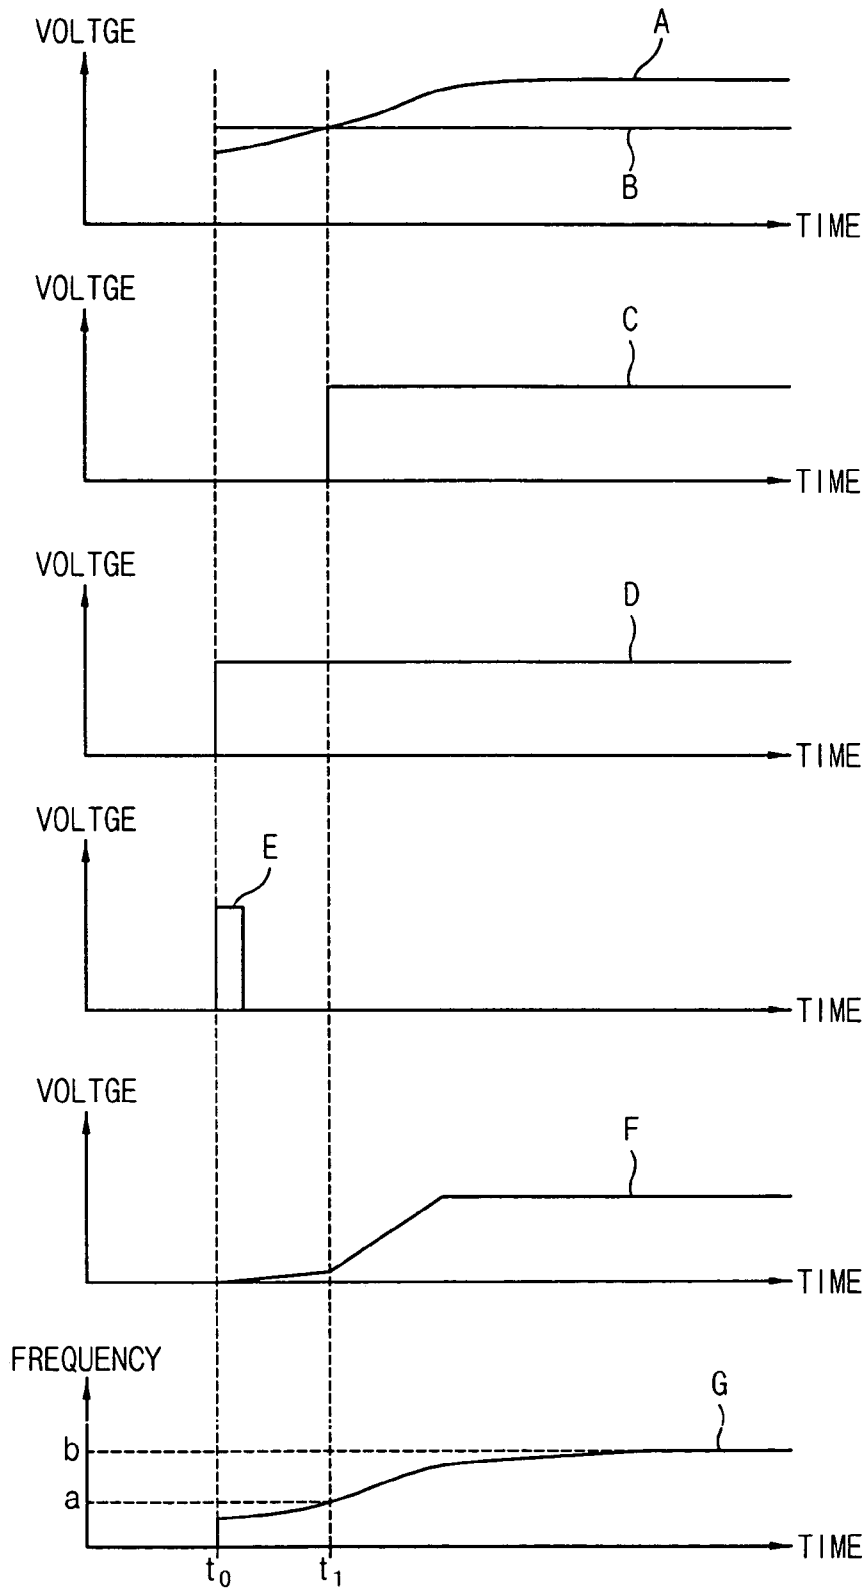 VOLTGE
A
B
TIME
VOLTGE
C
TIME
VOLTGE
D
TIME
VOLTGE
E
TIME
VOLTGE
F
TIME
FREQUENCY
G
b
a
TIME
t0 t1